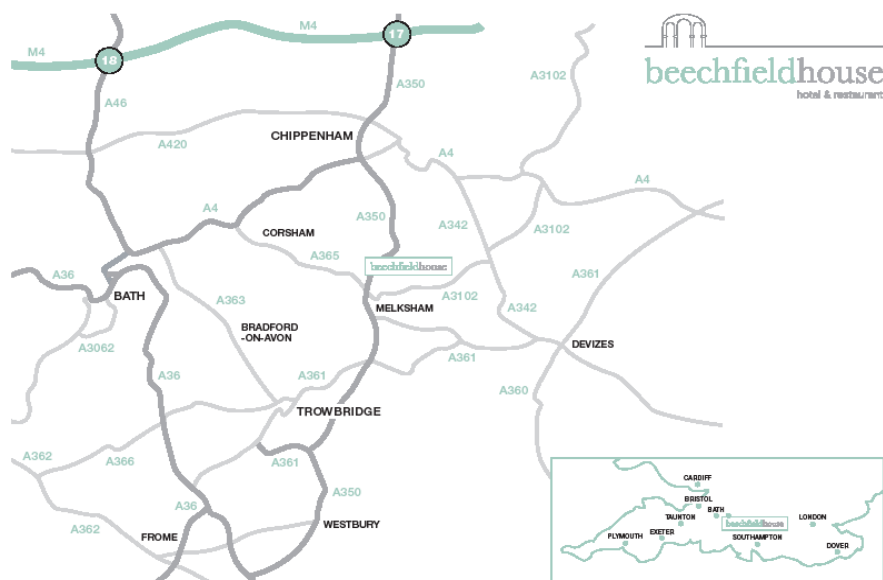 M4
18
17
M4
A46
A350
A3102
beechfieldhouse
hotel & restaurant
CHIPPENHAM
A420
A4
A4
A4
A350
A342
A3102
CORSHAM
A365
A361
A36
beechfieldhouse
BATH
A363
A3102
MELKSHAM
A342
BRADFORD
-ON-AVON
A3062
DEVIZES
A361
A36
A361
A360
TROWBRIDGE
A362
A366
A361
A36
A350
A362
FROME
WESTBURY
CARDIFF
BRISTOL
BATH
beechfieldhouse
LONDON
TAUNTON
EXETER
PLYMOUTH
SOUTHAMPTON
DOVER